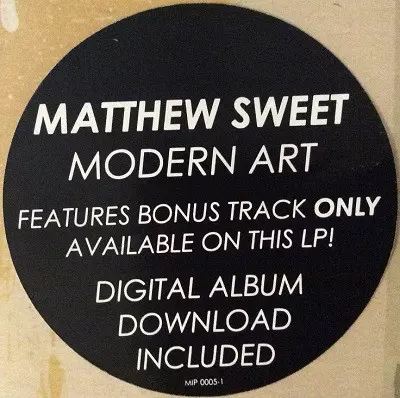 MATTHEW SWEET
MODERN ART
FEATURES BONUS TRACK ONLY
AVAILABLE ON THIS LP!
DIGITAL ALBUM
DOWNLOAD
INCLUDED
MIP 0005-1